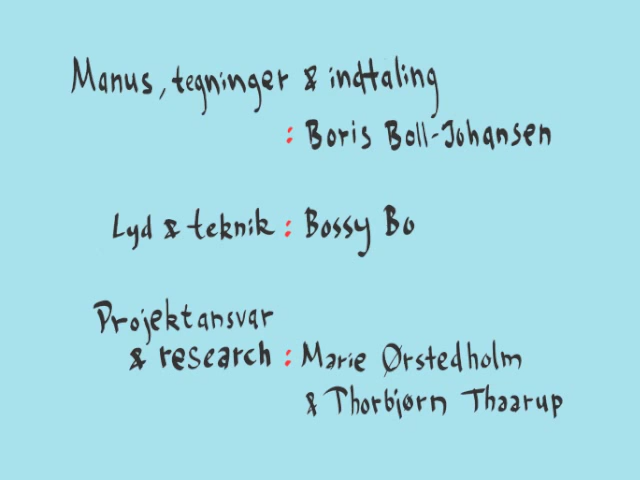 Manus, tegninger & indtaling
: Boris Boll-Johansen
Lyd & teknik : Bossy Bo
Projektansvar
& research : Marie Ørstedholm
& Thorbjørn Thaarup